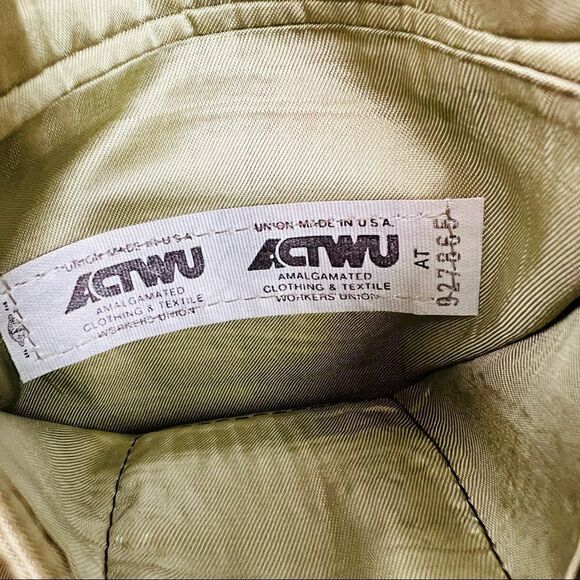 UNION MADE IN U.S.A.
ACTWU
AMALGAMATED
CLOTHING & TEXTILE
WORKERS UNION
UNION MADE IN U.S.A.
ACTWU
AMALGAMATED
CLOTHING & TEXTILE
WORKERS UNION
AT